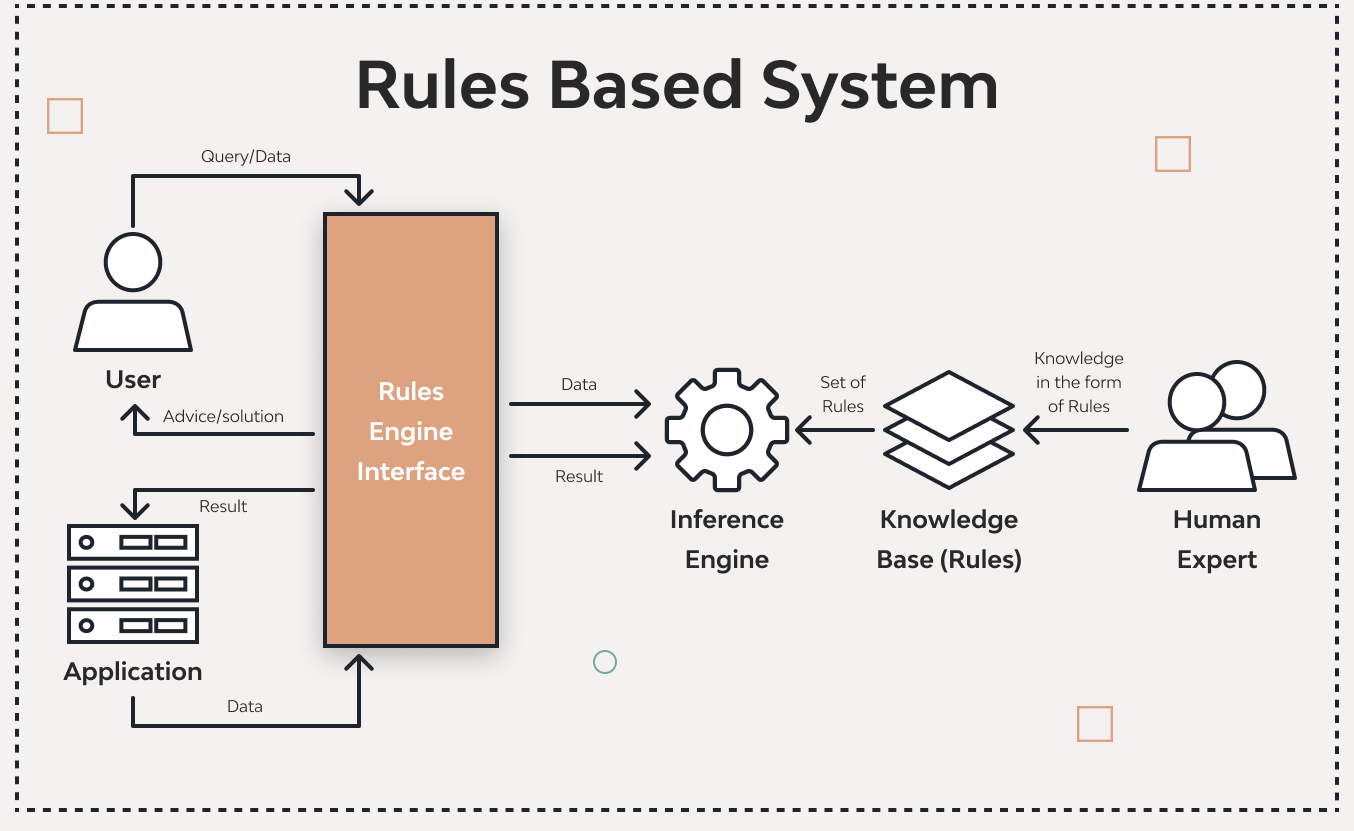 Rules Based System
Query/Data
User
Advice/solution
Result
Application
Data
Rules
Engine
Interface
Data
Result
Inference
Engine
Set of
Rules
Knowledge
Base (Rules)
Knowledge
in the form
of Rules
Human
Expert